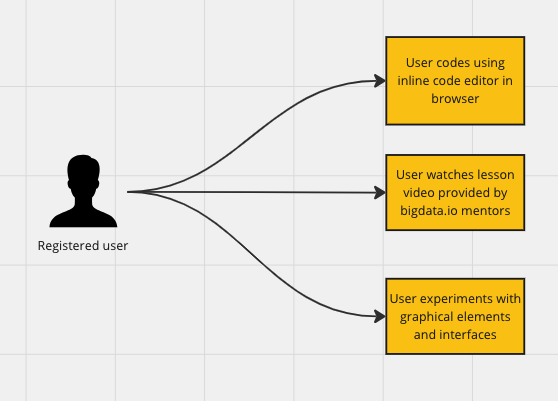 User codes using
inline code editor in
browser
User watches lesson
video provided by
bigdata.io mentors
Registered user
User experiments with
graphical elements
and interfaces